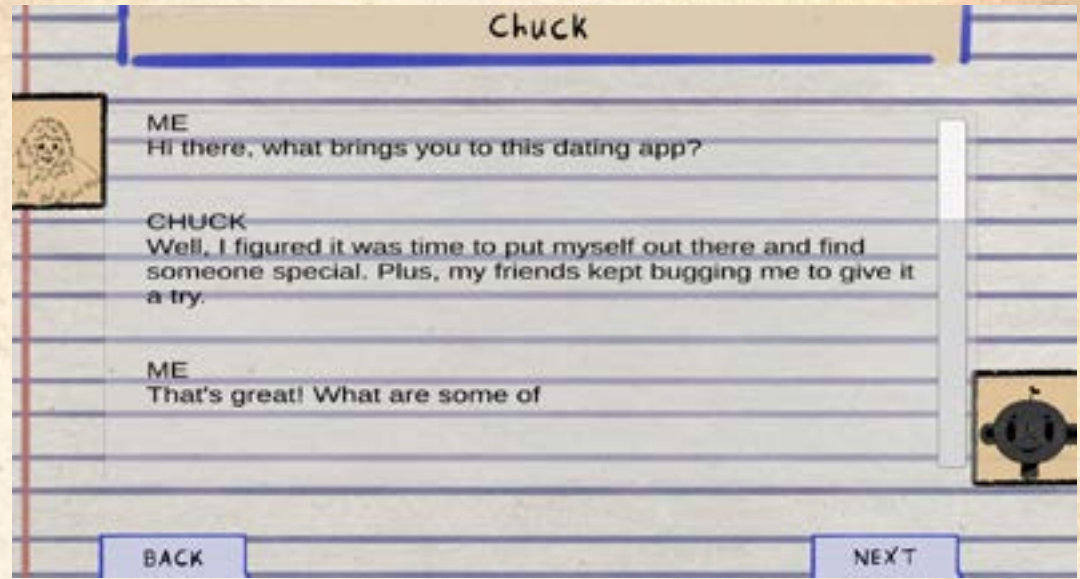 Chuck
ME
Hi there, what brings you to this dating app?
CHUCK
Well, I figured it was time to put myself out there and find
someone special. Plus, my friends kept bugging me to give it
a try.
ME
That's great! What are some of
BACK
NEXT